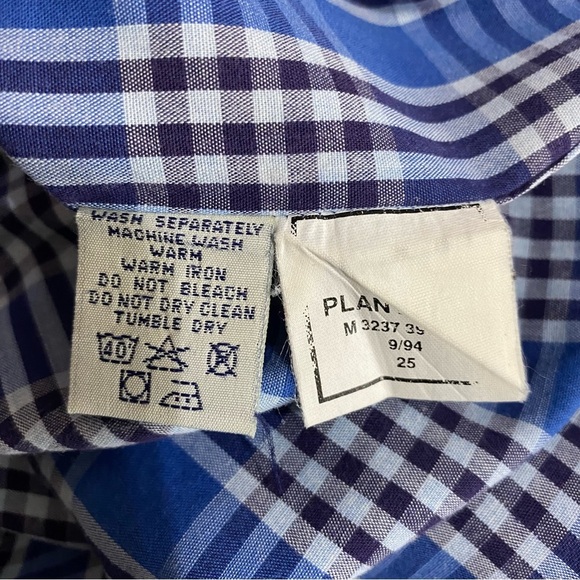 WASH SEPARATELY
MACHINE WASH
WARM
WARM IRON
DO NOT BLEACH
DO NOT DRY CLEAN
TUMBLE DRY
40
PLAN
M 3237 39
9/94
25